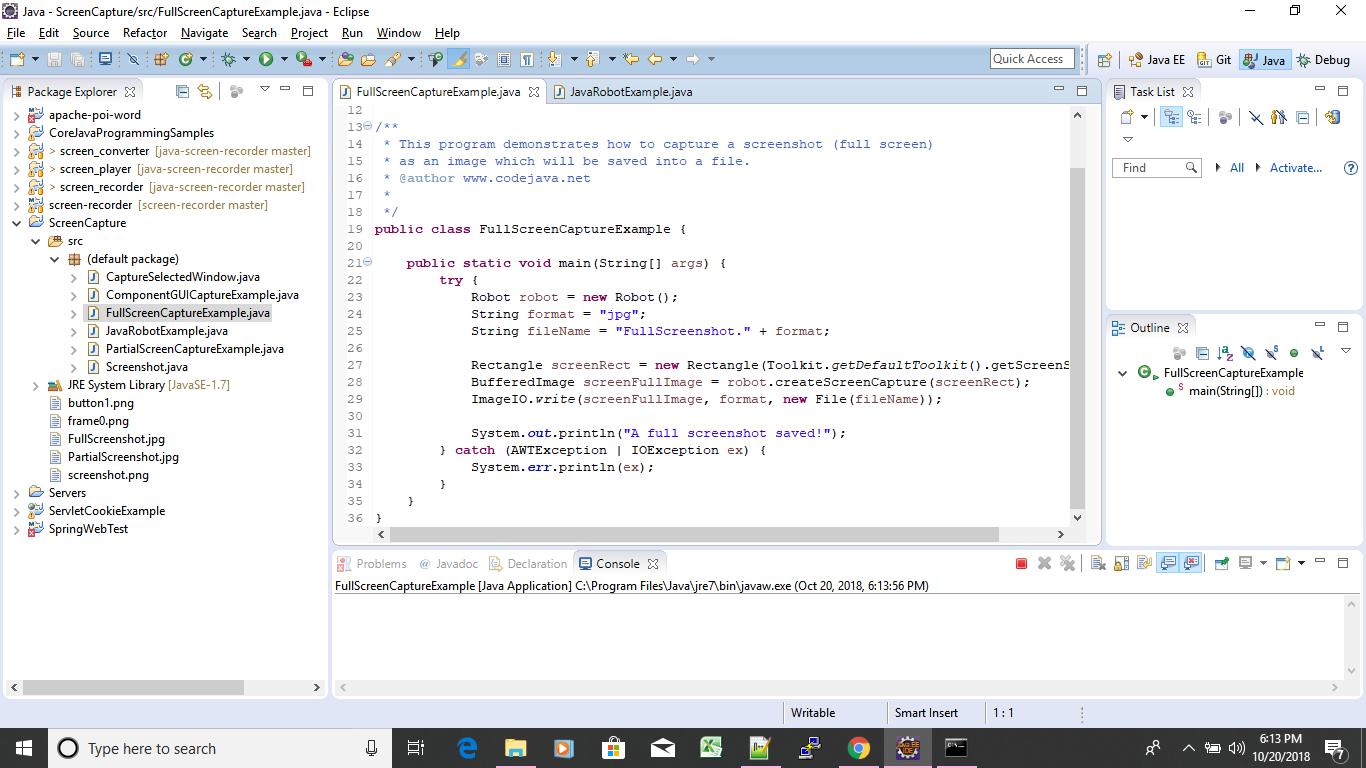 Java - ScreenCapture/src/FullScreenCaptureExample.java - Eclipse
File Edit Source Refactor Navigate Search Project Run Window Help
Quick Access
Java EE
Git
Java
Debug
Package Explorer
apache-poi-word
CoreJavaProgrammingSamples
> screen_converter [java-screen-recorder master]
> screen_player [java-screen-recorder master]
> screen_recorder [java-screen-recorder master]
screen-recorder [screen-recorder master]
ScreenCapture
src
(default package)
CaptureSelectedWindow.java
ComponentGUICaptureExample.java
FullScreenCaptureExample.java
JavaRobotExample.java
PartialScreenCaptureExample.java
Screenshot.java
JRE System Library [JavaSE-1.7]
button1.png
frame0.png
FullScreenshot.jpg
PartialScreenshot.jpg
screenshot.png
Servers
ServletCookieExample
SpringWebTest
FullScreenCaptureExample.java
JavaRobotExample.java
12
13 /**
14 * This program demonstrates how to capture a screenshot (full screen)
15 * as an image which will be saved into a file.
16 * @author www.codejava.net
17 *
18 */
19 public class FullScreenCaptureExample {
20
21 public static void main(String[] args) {
22 try {
23 Robot robot = new Robot();
24 String format = "jpg";
25 String fileName = "FullScreenshot." + format;
26
27 Rectangle screenRect = new Rectangle(Toolkit.getDefaultToolkit().getScreenS
28 BufferedImage screenFullImage = robot.createScreenCapture(screenRect);
29 ImageIO.write(screenFullImage, format, new File(fileName));
30
31 System.out.println("A full screenshot saved!");
32 } catch (AWTException | IOException ex) {
33 System.err.println(ex);
34 }
35 }
36 }
Task List
Find
All
Activate...
Outline
FullScreenCaptureExample
main(String[]) : void
Problems
@ Javadoc
Declaration
Console
FullScreenCaptureExample [Java Application] C:\Program Files\Java\jre7\bin\javaw.exe (Oct 20, 2018, 6:13:56 PM)
Writable
Smart Insert
1 : 1
Type here to search
6:13 PM
10/20/2018
7